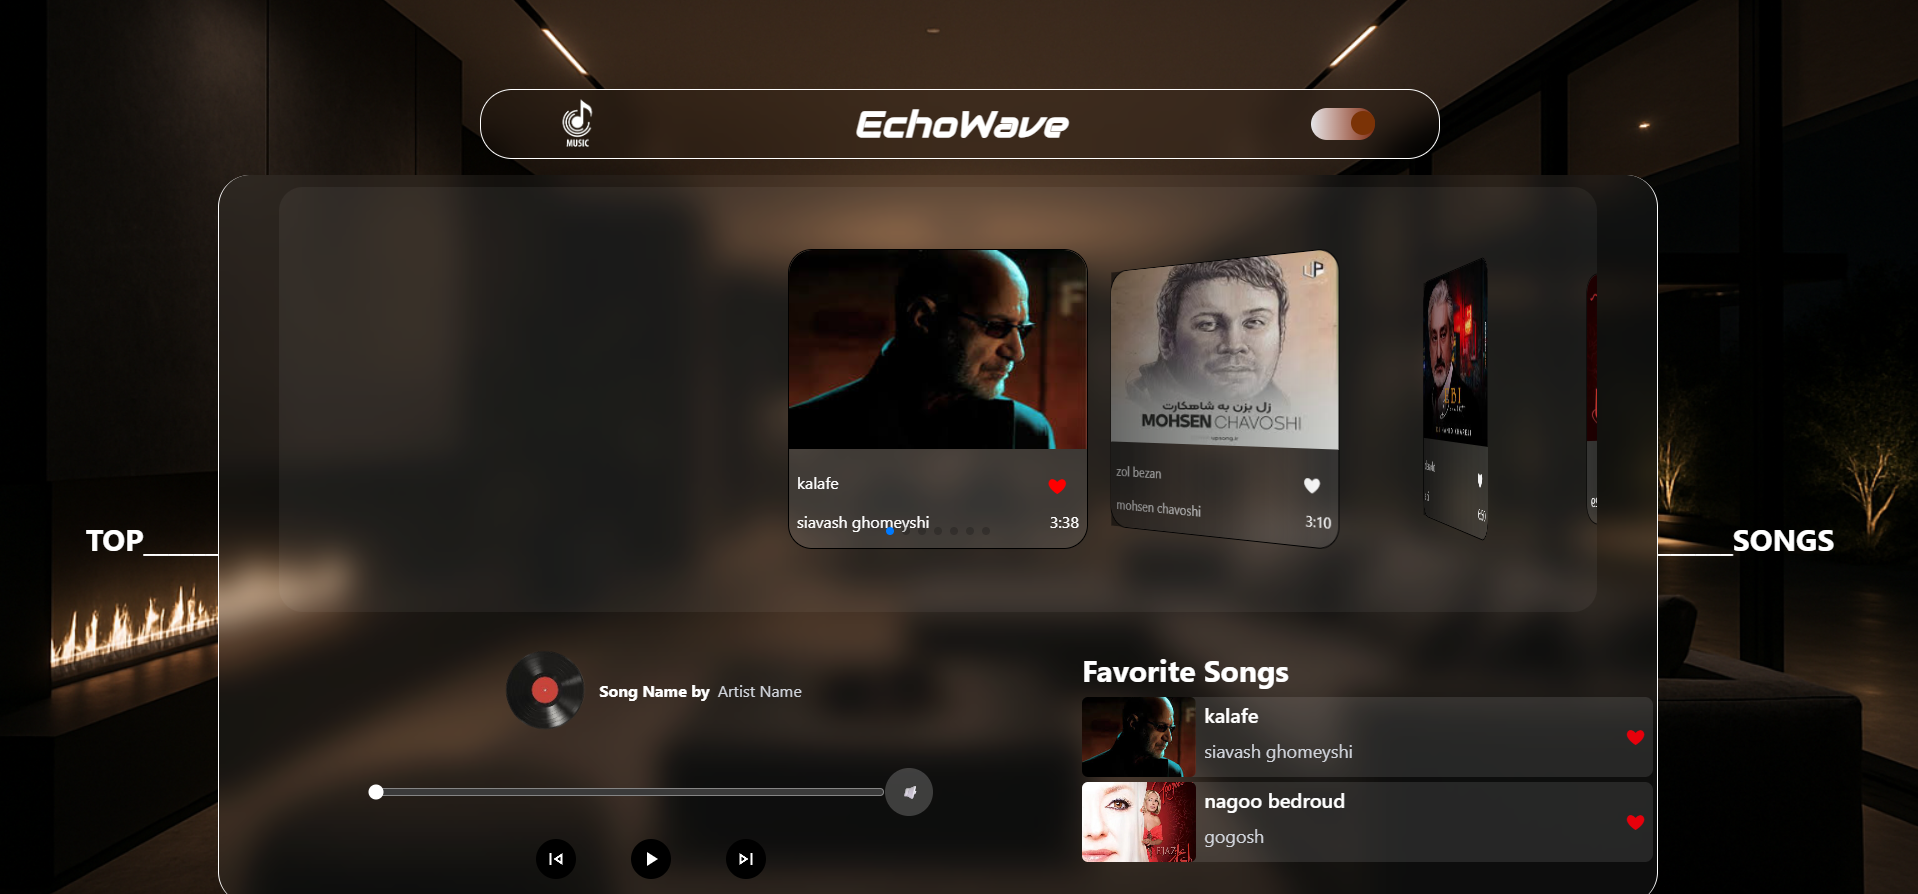 MUSIC
EchoWave
زل بزن به شاهکارت
MOHSEN CHAVOSHI
kalafe
siavash ghomeyshi
3:38
zol bezan
mohsen chavoshi
3:10
TOP
SONGS
Song Name by Artist Name
Favorite Songs
kalafe
siavash ghomeyshi
nagoo bedroud
gogosh